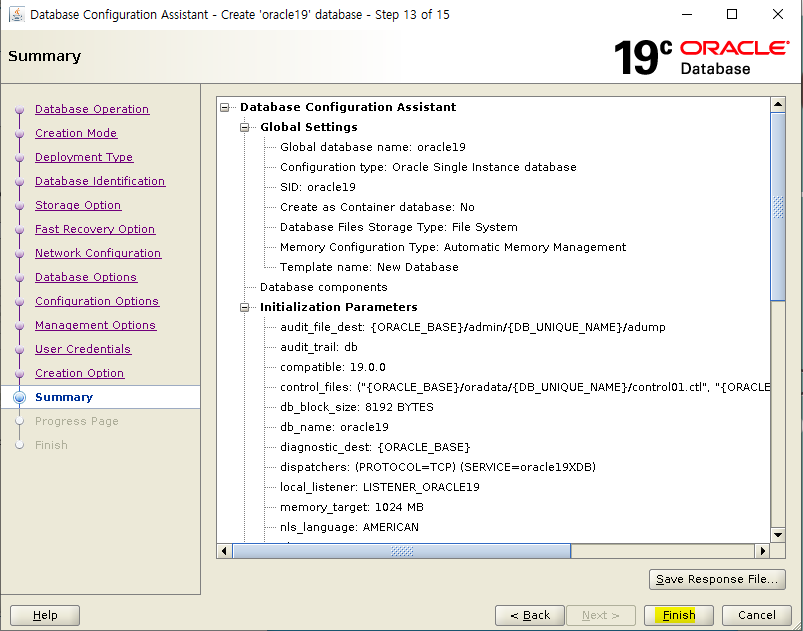 Database Configuration Assistant - Create 'oracle19' database - Step 13 of 15
Summary
19c ORACLE
Database
Database Operation
Creation Mode
Deployment Type
Database Identification
Storage Option
Fast Recovery Option
Network Configuration
Database Options
Configuration Options
Management Options
User Credentials
Creation Option
Summary
Progress Page
Finish
Database Configuration Assistant
Global Settings
Global database name: oracle19
Configuration type: Oracle Single Instance database
SID: oracle19
Create as Container database: No
Database Files Storage Type: File System
Memory Configuration Type: Automatic Memory Management
Template name: New Database
Database components
Initialization Parameters
audit_file_dest: {ORACLE_BASE}/admin/{DB_UNIQUE_NAME}/adump
audit_trail: db
compatible: 19.0.0
control_files: ("{ORACLE_BASE}/oradata/{DB_UNIQUE_NAME}/control01.ctl", "{ORACLE
db_block_size: 8192 BYTES
db_name: oracle19
diagnostic_dest: {ORACLE_BASE}
dispatchers: (PROTOCOL=TCP) (SERVICE=oracle19XDB)
local_listener: LISTENER_ORACLE19
memory_target: 1024 MB
nls_language: AMERICAN
Save Response File...
Help
< Back
Next >
Finish
Cancel